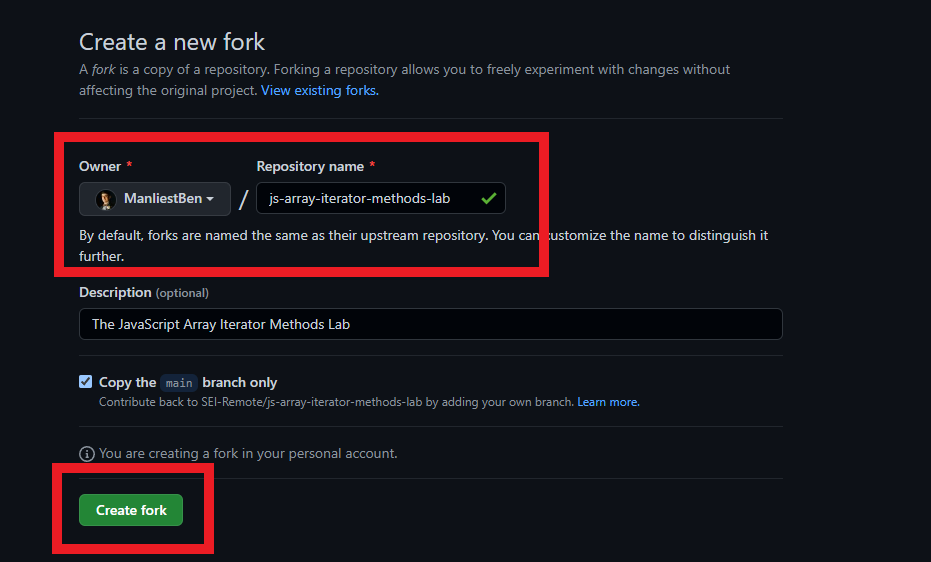 Create a new fork
A fork is a copy of a repository. Forking a repository allows you to freely experiment with changes without
affecting the original project. View existing forks.
Owner * Repository name *
ManliestBen / js-array-iterator-methods-lab
By default, forks are named the same as their upstream repository. You can customize the name to distinguish it
further.
Description (optional)
The JavaScript Array Iterator Methods Lab
Copy the main branch only
Contribute back to SEI-Remote/js-array-iterator-methods-lab by adding your own branch. Learn more.
You are creating a fork in your personal account.
Create fork